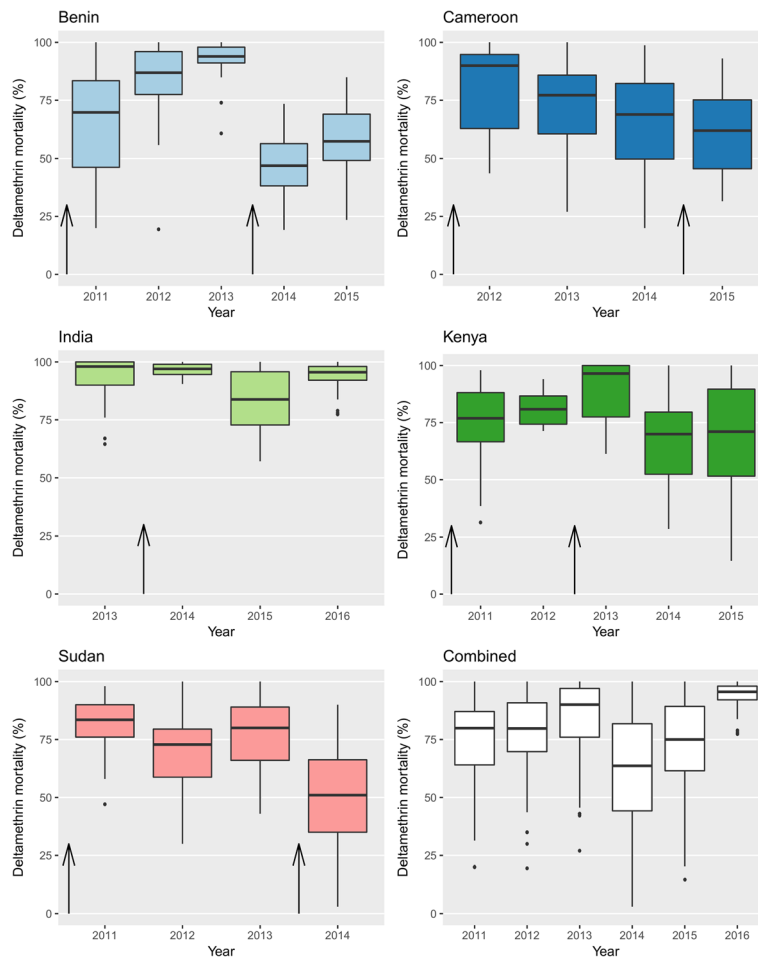 Benin
Deltamethrin mortality (%)
100
75
50
25
0
2011 2012 2013 2014 2015
Year
Cameroon
Deltamethrin mortality (%)
100
75
50
25
0
2012 2013 2014 2015
Year
India
Deltamethrin mortality (%)
100
75
50
25
0
2013 2014 2015 2016
Year
Kenya
Deltamethrin mortality (%)
100
75
50
25
0
2011 2012 2013 2014 2015
Year
Sudan
Deltamethrin mortality (%)
100
75
50
25
0
2011 2012 2013 2014
Year
Combined
Deltamethrin mortality (%)
100
75
50
25
0
2011 2012 2013 2014 2015 2016
Year